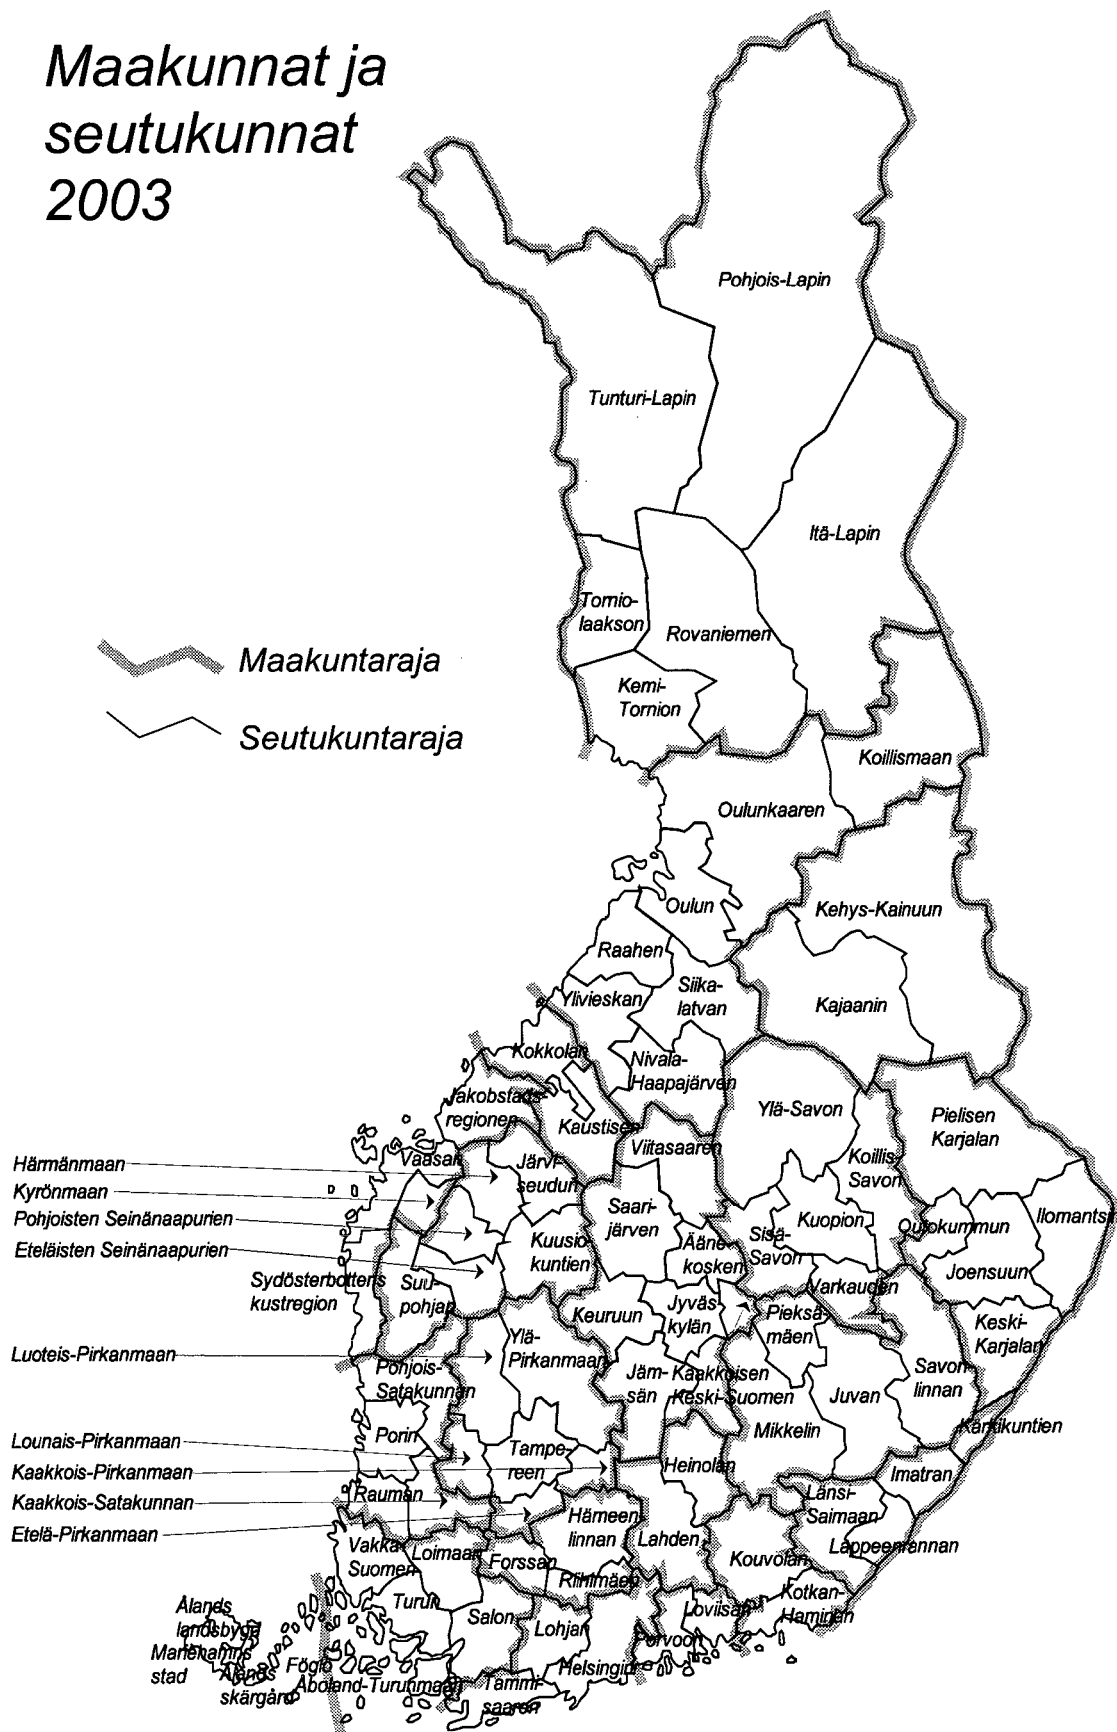 Maakunnat ja
seutukunnat
2003
Pohjois-Lapin
Tunturi-Lapin
Itä-Lapin
Tornio-
laakson
Rovaniemen
Maakuntaraja
Kemi-
Tornion
Seutukuntaraja
Koillismaan
Oulunkaaren
Oulun
Kehys-Kainuun
Raahen
Siika-
latvan
Ylivieskan
Kajaanin
Kokkolan
Nivala-
Haapajärven
Jakobstads-
regionen
Kaustisen
Ylä-Savon
Pielisen
Karjalan
Viitasaaren
Vaasan
Järvi-
seudun
Koillis-
Savon
Härmänmaan
Kyrönmaan
Pohjoisten Seinänaapurien
Eteläisten Seinänaapurien
Saari-
järven
Kuopion
Outokummun
Ilomantsin
Kuusio-
kuntien
Ääne-
kosken
Sisä-
Savon
Joensuun
Sydösterbottens
kustregion
Suu-
pohjan
Varkauden
Keuruun
Jyväs-
kylän
Pieksä-
mäen
Keski-
Karjalan
Luoteis-Pirkanmaan
Ylä-
Pirkanmaan
Pohjois-
Satakunnan
Jäm-
sän
Kaakkoisen
Keski-Suomen
Juvan
Savon-
linnan
Kärkikuntien
Porin
Mikkelin
Lounais-Pirkanmaan
Tampe-
reen
Heinolan
Imatran
Kaakkois-Pirkanmaan
Rauman
Länsi-
Saimaan
Kaakkois-Satakunnan
Hämeen-
linnan
Lahden
Etelä-Pirkanmaan
Vakka-
Suomen
Loimaan
Forssan
Kouvolan
Lappeenrannan
Riihimäen
Kotkan-
Haminan
Turun
Salon
Lohjan
Loviisan
Porvoon
Ålands
landsbygd
Mariehamns
stad
Ålands
skärgård
Föglö
Åboland-Turunmaan
Helsingin
Tammi-
saaren